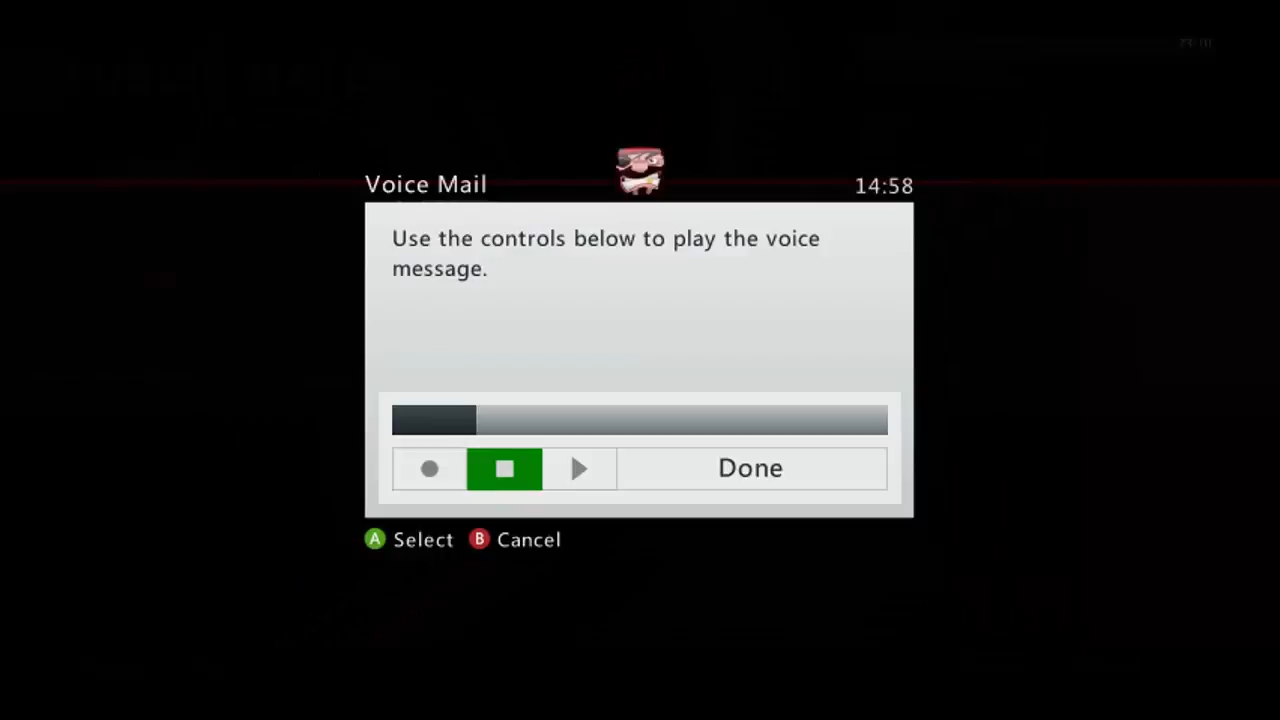 Voice Mail
14:58
Use the controls below to play the voice
message.
Done
A Select B Cancel